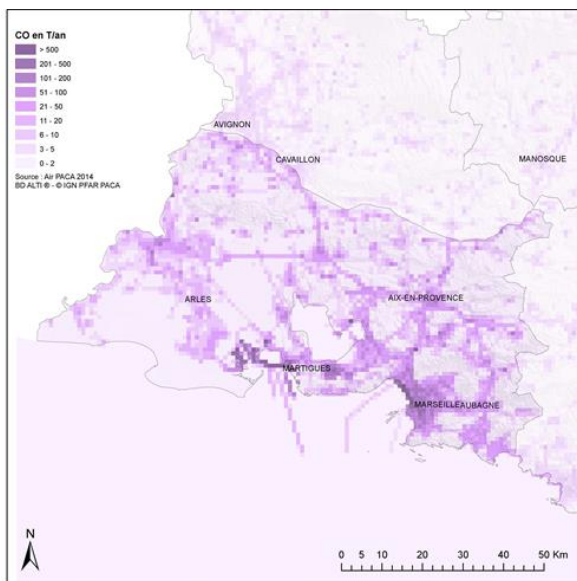 CO en T/an
> 500
201 - 500
101 - 200
51 - 100
21 - 50
11 - 20
6 - 10
3 - 5
0 - 2
Source : Air PACA 2014
BD ALTI ® - © IGN PFAR PACA
AVIGNON
CAVAILLON
MANOSQUE
ARLES
AIX-EN-PROVENCE
MARTIGUES
MARSEILLE
AUBAGNE
N
0 5 10 20 30 40 50 Km